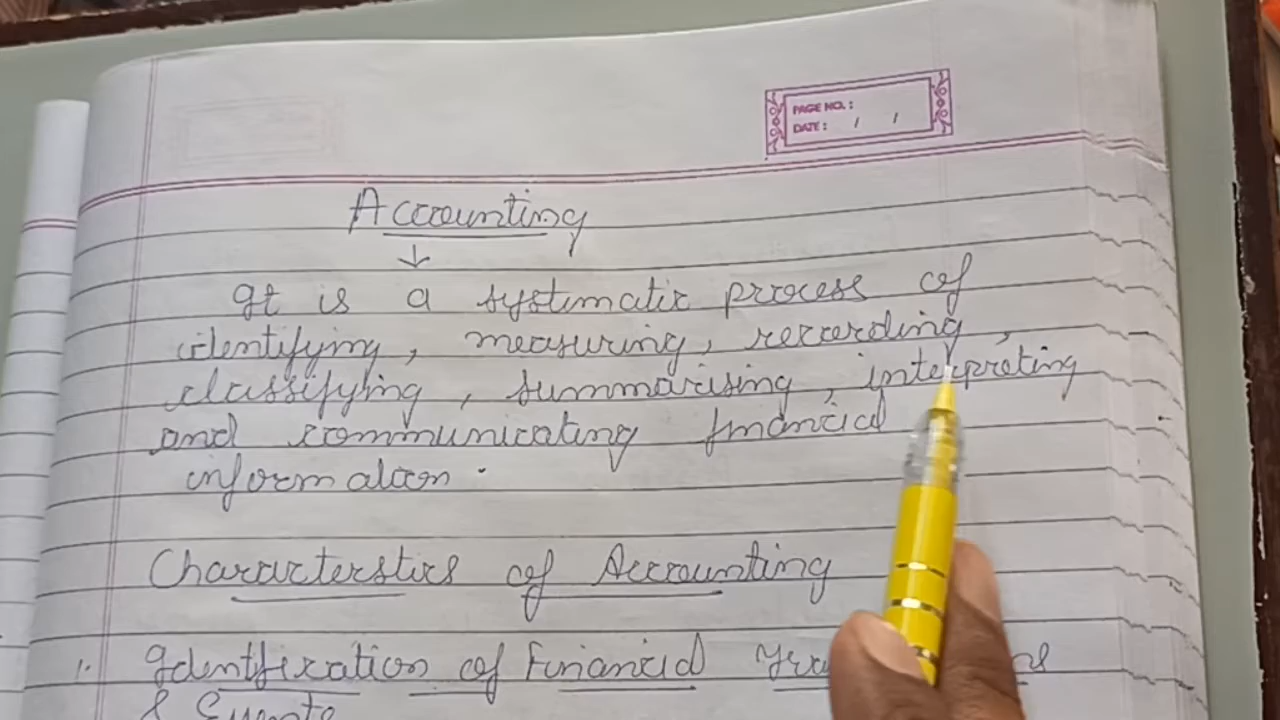 PAGE NO. :
DATE : / /
Accounting
It is a systematic process of
identifying, measuring, recording,
classifying, summarising, interpreting
and communicating financial
information.
Characterstics of Accounting
1. Identification of Financial
& Events